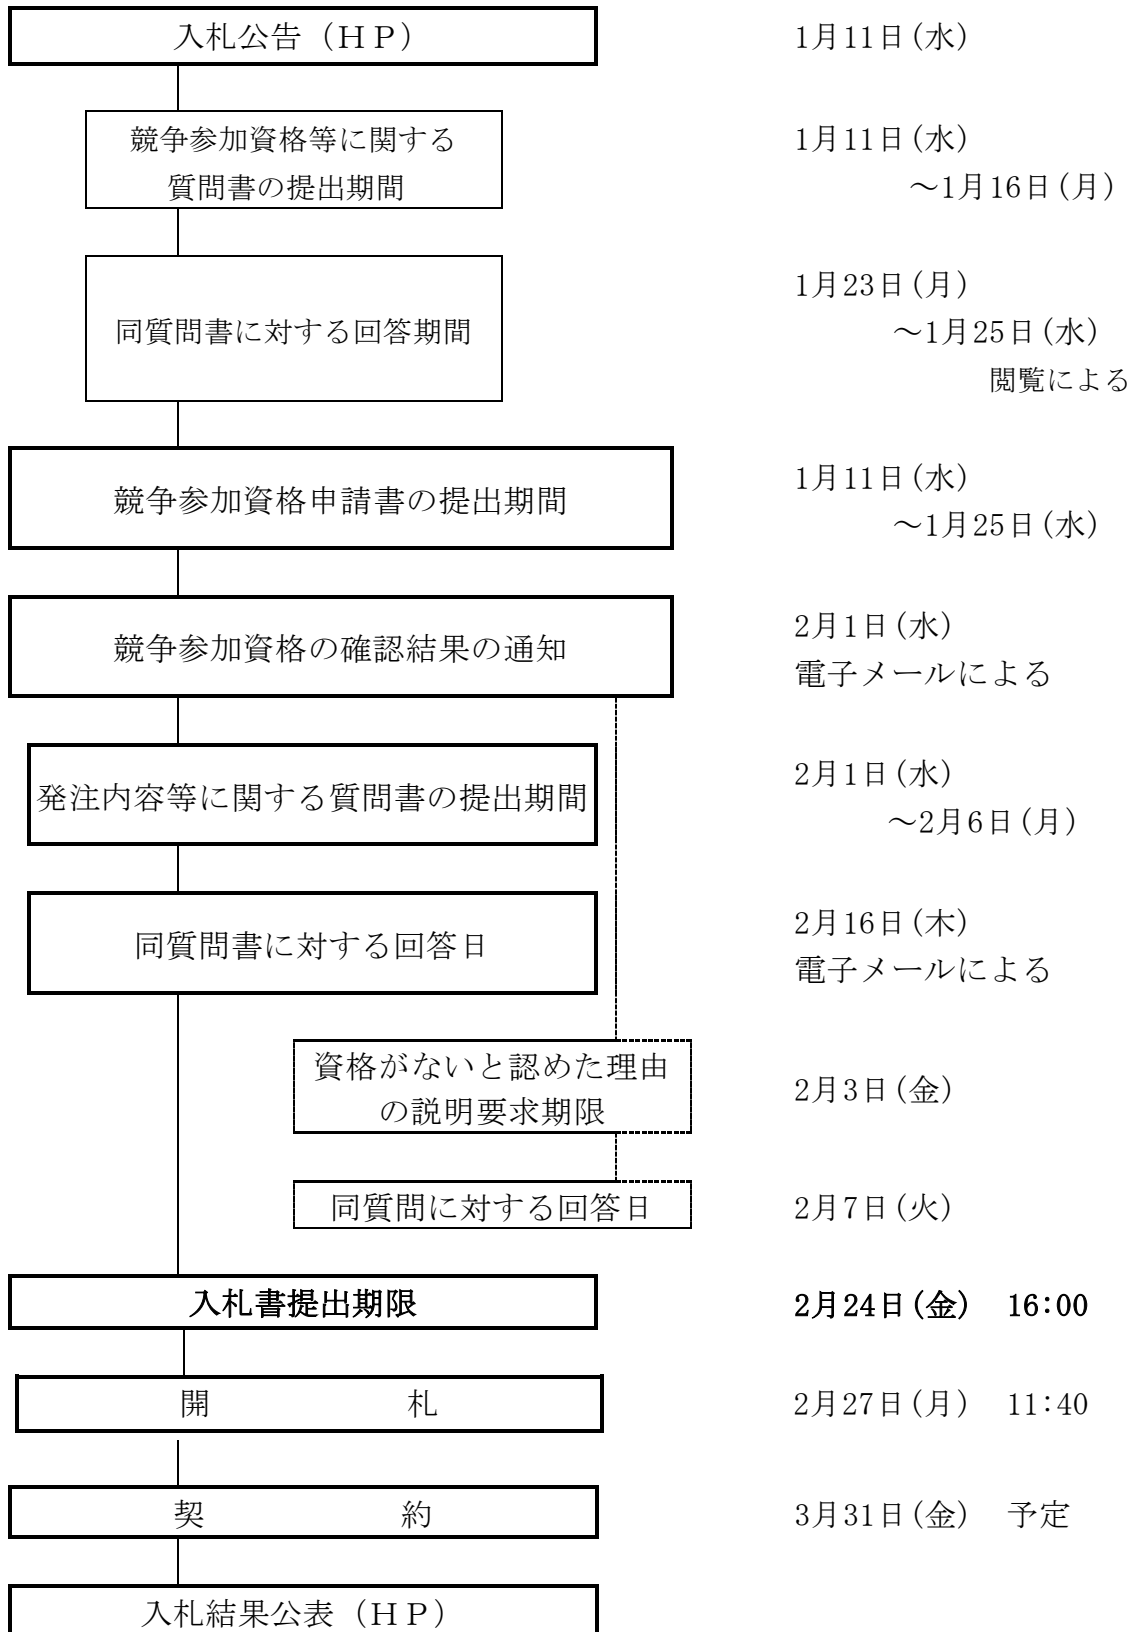 入札公告（ＨＰ）
1月11日(水)
競争参加資格等に関する
質問書の提出期間
1月11日(水)
～1月16日(月)
同質問書に対する回答期間
1月23日(月)
～1月25日(水)
閲覧による
競争参加資格申請書の提出期間
1月11日(水)
～1月25日(水)
競争参加資格の確認結果の通知
2月1日(水)
電子メールによる
発注内容等に関する質問書の提出期間
2月1日(水)
～2月6日(月)
同質問書に対する回答日
2月16日(木)
電子メールによる
資格がないと認めた理由
の説明要求期限
2月3日(金)
同質問に対する回答日
2月7日(火)
入札書提出期限
2月24日(金)　16:00
開　　　　　　札
2月27日(月)　11:40
契　　　　　　約
3月31日(金)　予定
入札結果公表（ＨＰ）